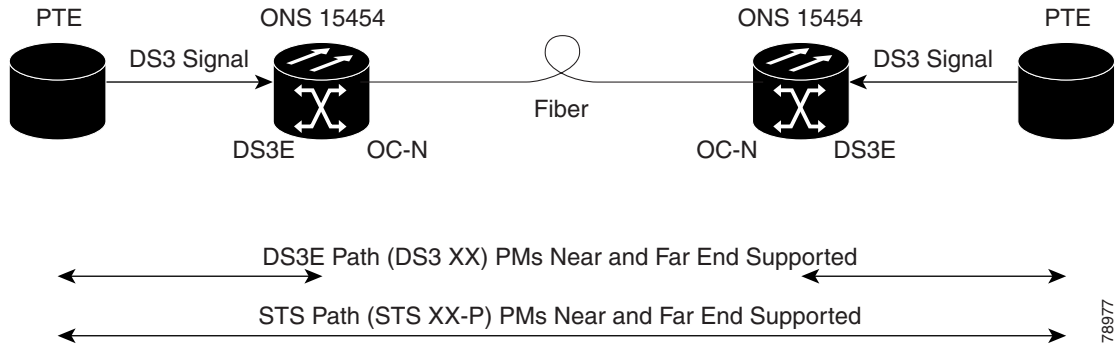 PTE
ONS 15454
ONS 15454
PTE
DS3 Signal
DS3 Signal
Fiber
DS3E
OC-N
OC-N
DS3E
DS3E Path (DS3 XX) PMs Near and Far End Supported
STS Path (STS XX-P) PMs Near and Far End Supported
78977